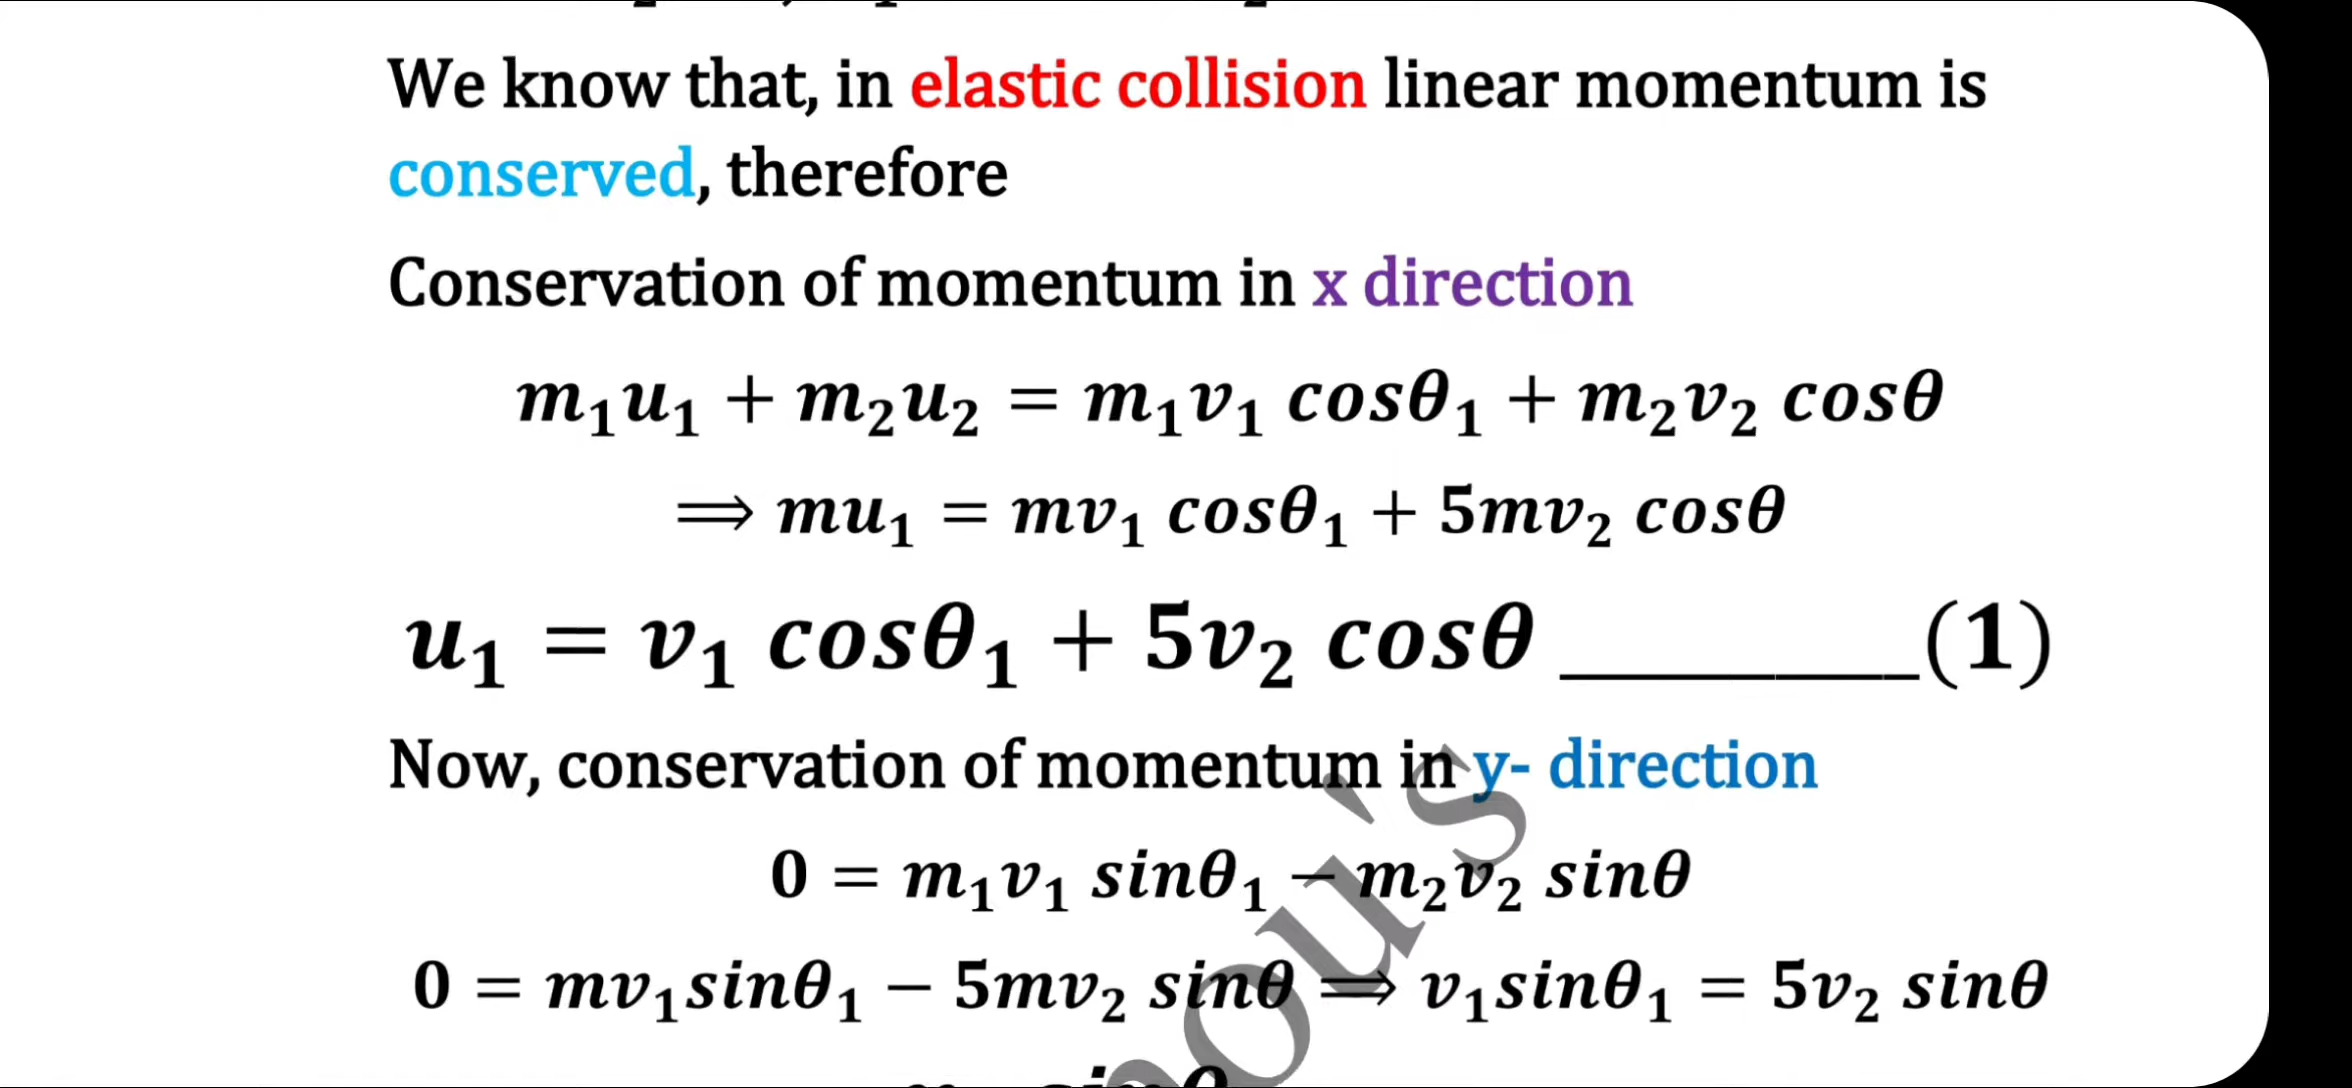 We know that, in elastic collision linear momentum is
conserved, therefore
Conservation of momentum in x direction
m₁u₁ + m₂u₂ = m₁v₁ cosθ₁ + m₂v₂ cosθ
⟹ mu₁ = mv₁ cosθ₁ + 5mv₂ cosθ
u₁ = v₁ cosθ₁ + 5v₂ cosθ __________(1)
Now, conservation of momentum in y- direction
0 = m₁v₁ sinθ₁ − m₂v₂ sinθ
0 = mv₁sinθ₁ − 5mv₂ sinθ ⟹ v₁sinθ₁ = 5v₂ sinθ